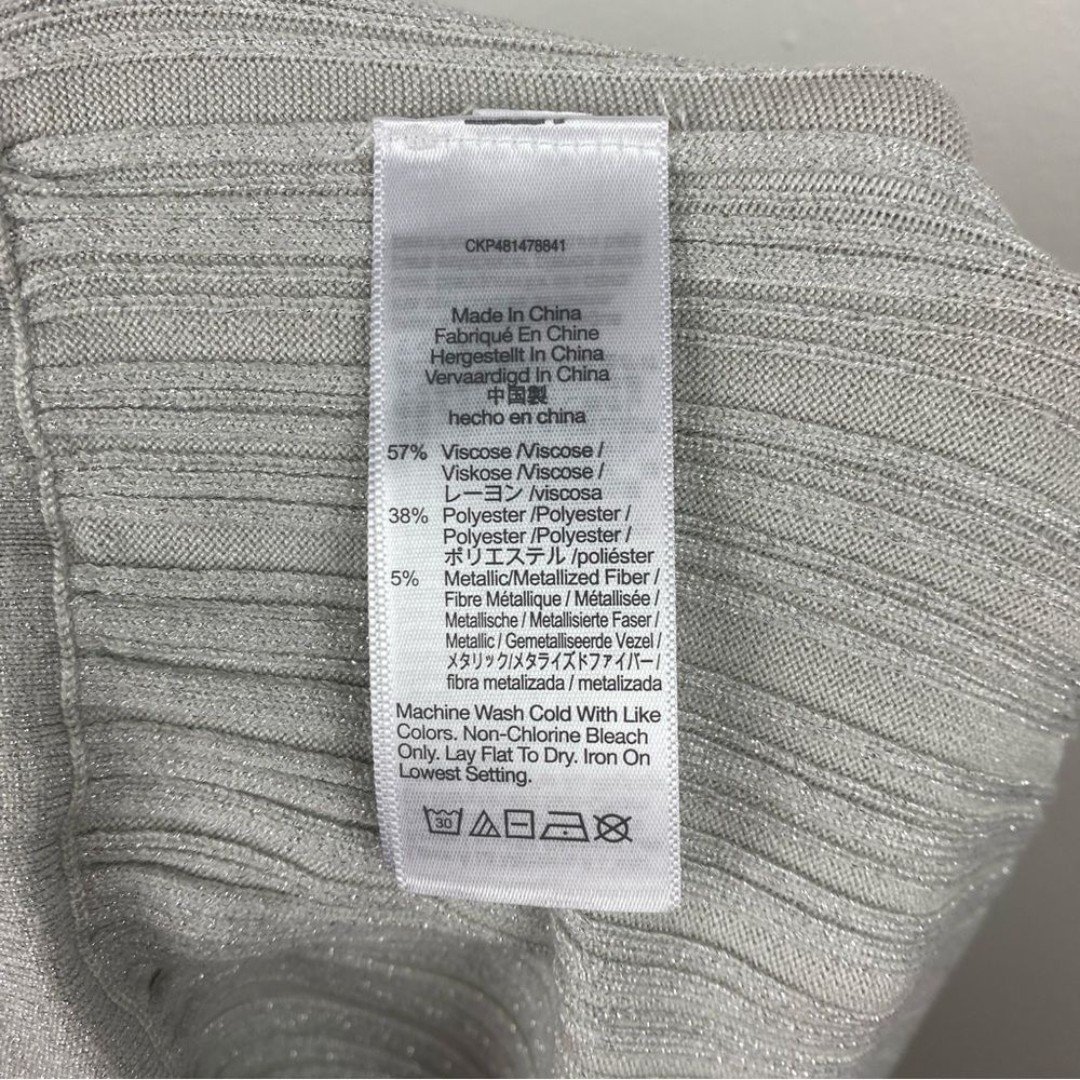 CKP481478841
Made In China
Fabriqué En Chine
Hergestellt In China
Vervaardigd In China
中国製
hecho en china
57% Viscose /Viscose /
Viskose /Viscose /
レーヨン /viscosa
38% Polyester /Polyester /
Polyester /Polyester /
ポリエステル /poliéster
5% Metallic/Metallized Fiber /
Fibre Métallique / Métallisée /
Metallische / Metallisierte Faser /
Metallic / Gemetalliseerde Vezel /
メタリック/メタライズドファイバー/
fibra metalizada / metalizada
Machine Wash Cold With Like
Colors. Non-Chlorine Bleach
Only. Lay Flat To Dry. Iron On
Lowest Setting.
30